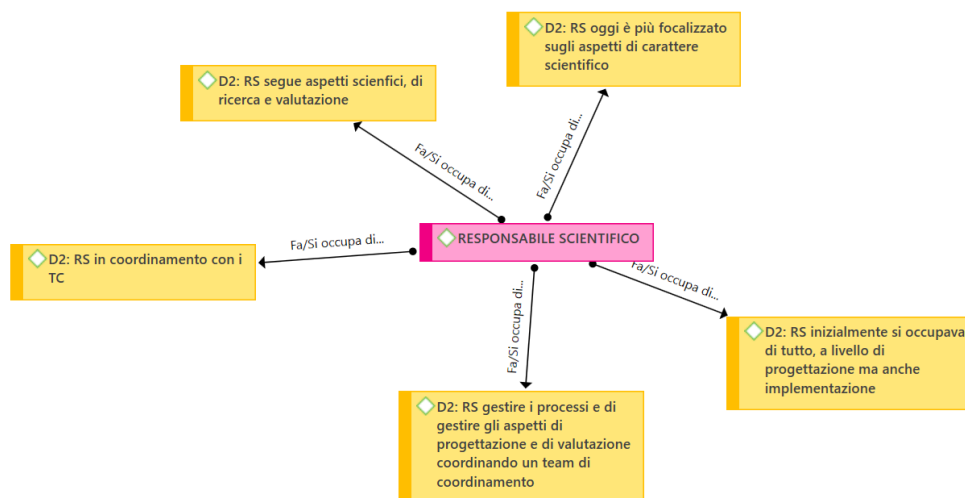 D2: RS oggi è più focalizzato
sugli aspetti di carattere
scientifico
D2: RS segue aspetti scienfici, di
ricerca e valutazione
Fa/Si occupa di...
Fa/Si occupa di...
RESPONSABILE SCIENTIFICO
Fa/Si occupa di...
D2: RS in coordinamento con i
TC
Fa/Si occupa di...
Fa/Si occupa di...
D2: RS inizialmente si occupava
di tutto, a livello di
progettazione ma anche
implementazione
D2: RS gestire i processi e di
gestire gli aspetti di
progettazione e di valutazione
coordinando un team di
coordinamento